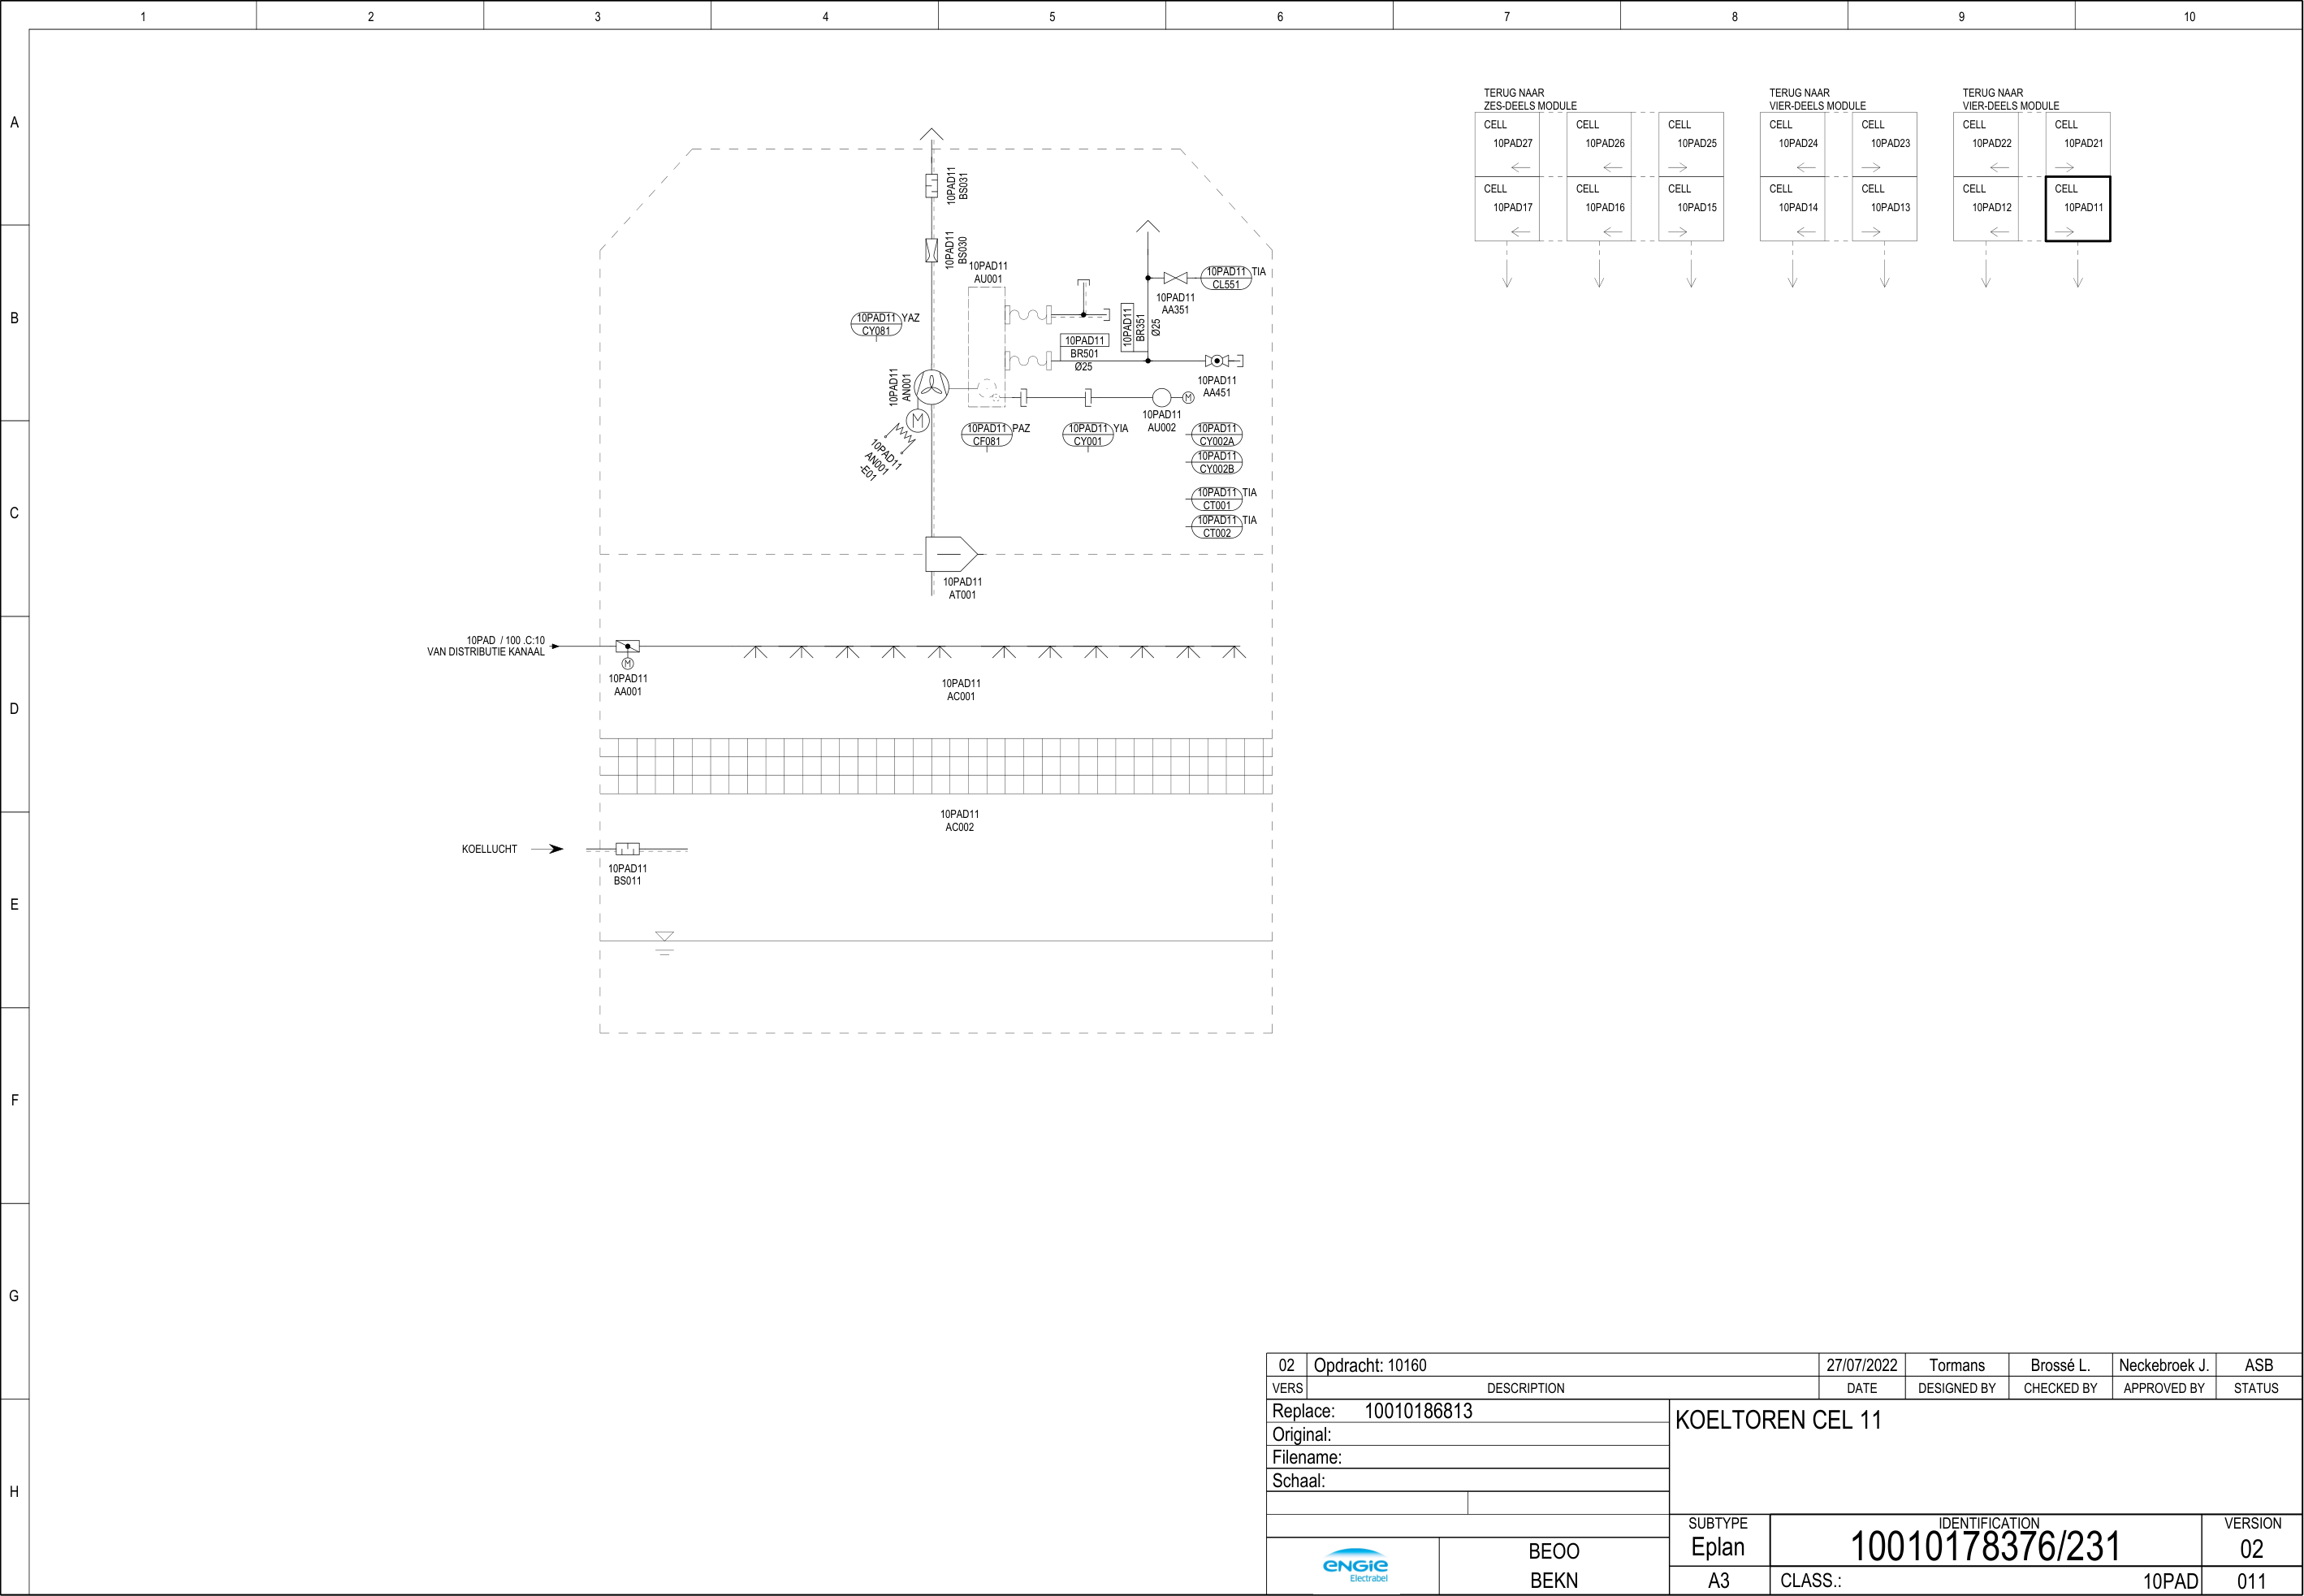 1 2 3 4 5 6 7 8 9 10
A
B
C
D
E
F
G
H
TERUG NAAR
ZES-DEELS MODULE
TERUG NAAR
VIER-DEELS MODULE
TERUG NAAR
VIER-DEELS MODULE
CELL
10PAD27
CELL
10PAD26
CELL
10PAD25
CELL
10PAD24
CELL
10PAD23
CELL
10PAD22
CELL
10PAD21
CELL
10PAD17
CELL
10PAD16
CELL
10PAD15
CELL
10PAD14
CELL
10PAD13
CELL
10PAD12
CELL
10PAD11
10PAD11
BS031
10PAD11
BS030
10PAD11
AU001
10PAD11 TIA
CL551
10PAD11
AA351
10PAD11
BR351
Ø25
10PAD11 YAZ
CY081
10PAD11
BR501
Ø25
10PAD11
AN001
M
10PAD11
AN001
-E01
10PAD11
AA451
M
10PAD11
AU002
10PAD11 PAZ
CF081
10PAD11 YIA
CY001
10PAD11
CY002A
10PAD11
CY002B
10PAD11 TIA
CT001
10PAD11 TIA
CT002
10PAD11
AT001
10PAD / 100 .C:10
VAN DISTRIBUTIE KANAAL
M
10PAD11
AA001
10PAD11
AC001
10PAD11
AC002
KOELLUCHT
10PAD11
BS011
02 Opdracht: 10160 27/07/2022 Tormans Brossé L. Neckebroek J. ASB
VERS DESCRIPTION DATE DESIGNED BY CHECKED BY APPROVED BY STATUS
Replace: 10010186813
Original:
Filename:
Schaal:
KOELTOREN CEL 11
ENGIE
Electrabel
BEOO
BEKN
SUBTYPE
Eplan
A3
IDENTIFICATION
10010178376/231
CLASS.: 10PAD
VERSION
02
011